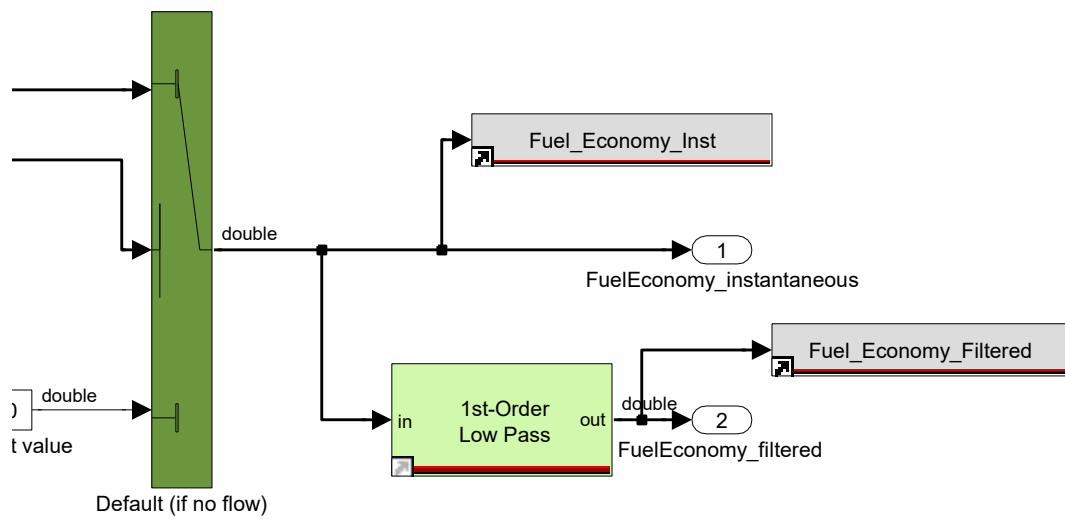 Fuel_Economy_Inst
double
1
FuelEconomy_instantaneous
Fuel_Economy_Filtered
double
t value
in
1st-Order
Low Pass
out
double
2
FuelEconomy_filtered
Default (if no flow)